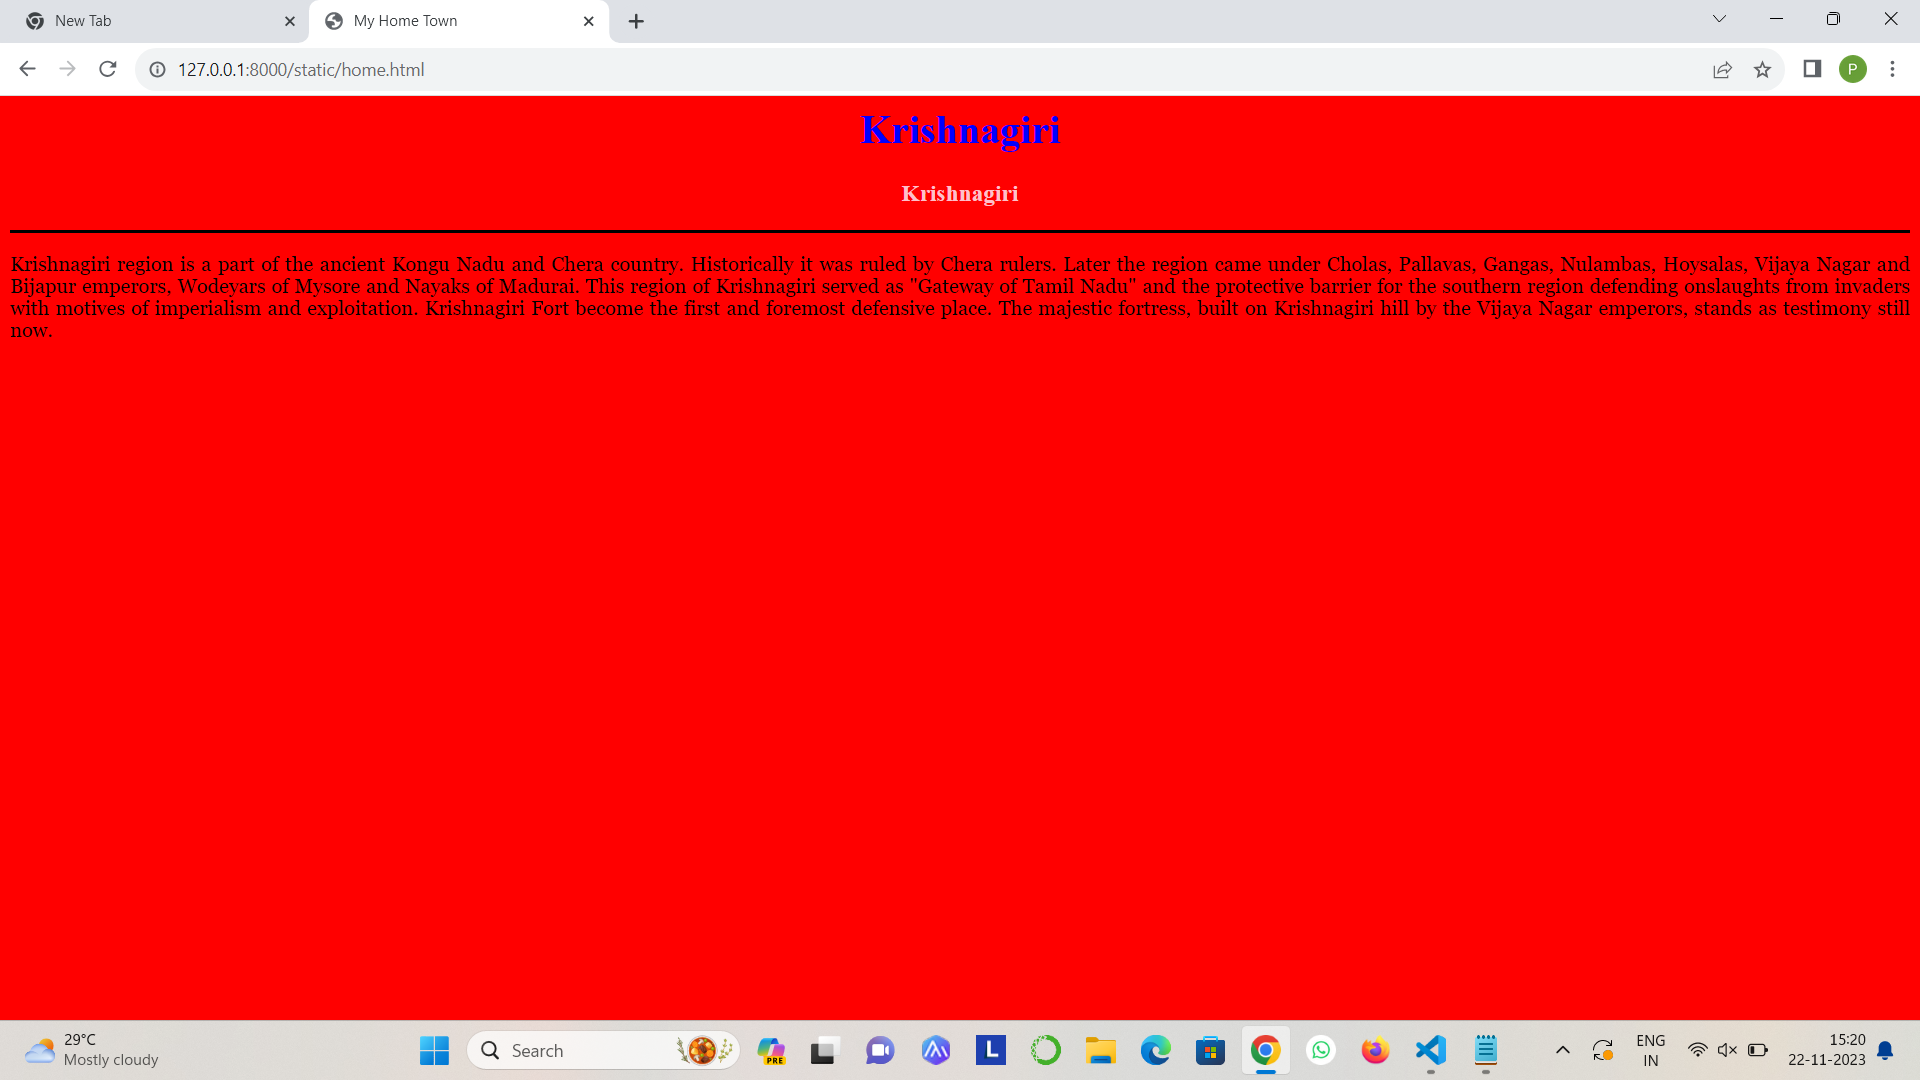 New Tab
My Home Town
127.0.0.1:8000/static/home.html
P
Krishnagiri
Krishnagiri
Krishnagiri region is a part of the ancient Kongu Nadu and Chera country. Historically it was ruled by Chera rulers. Later the region came under Cholas, Pallavas, Gangas, Nulambas, Hoysalas, Vijaya Nagar and
Bijapur emperors, Wodeyars of Mysore and Nayaks of Madurai. This region of Krishnagiri served as "Gateway of Tamil Nadu" and the protective barrier for the southern region defending onslaughts from invaders
with motives of imperialism and exploitation. Krishnagiri Fort become the first and foremost defensive place. The majestic fortress, built on Krishnagiri hill by the Vijaya Nagar emperors, stands as testimony still
now.
29°C
Mostly cloudy
Search
PRE
L
ENG
IN
15:20
22-11-2023